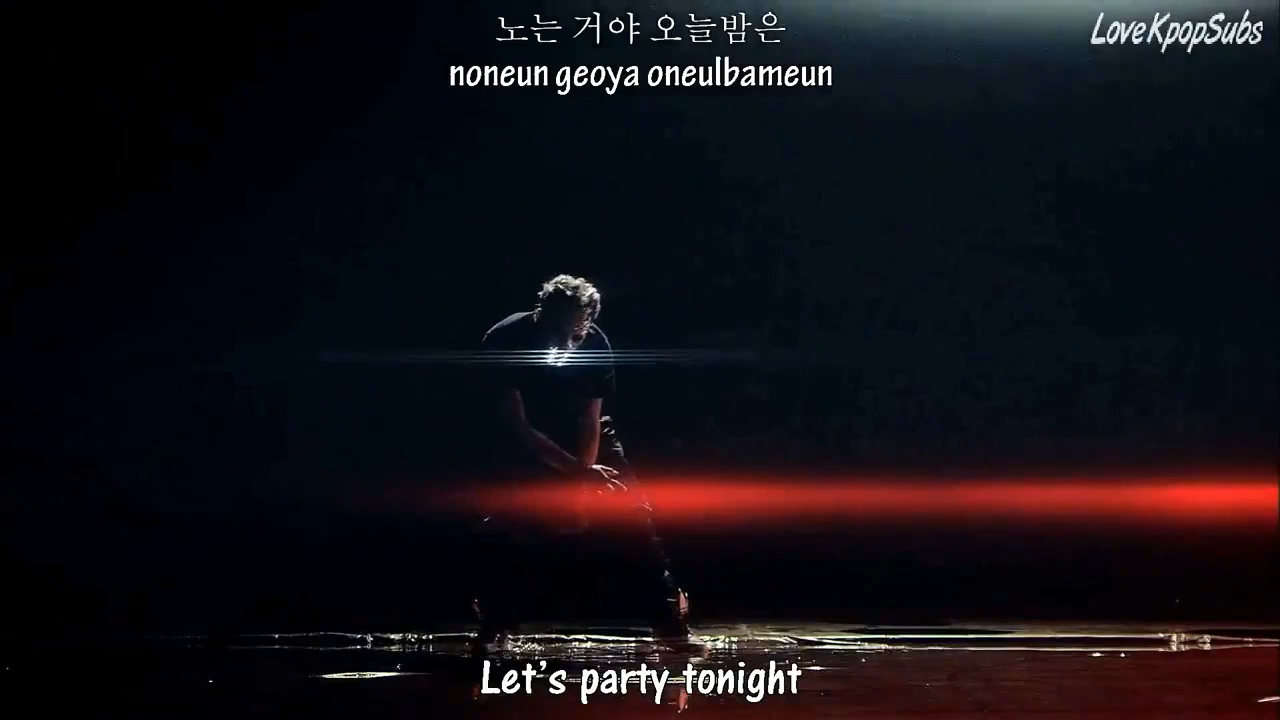 노는 거야 오늘밤은
LoveKpopSubs
noneun geoya oneulbameun
Let's party tonight